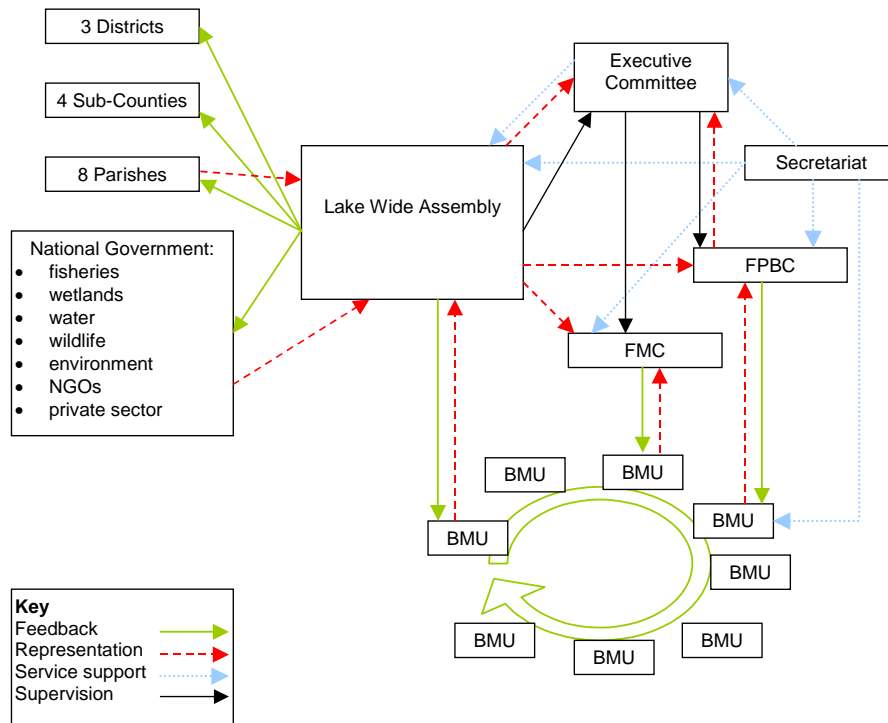 3 Districts
4 Sub-Counties
8 Parishes
National Government:
• fisheries
• wetlands
• water
• wildlife
• environment
• NGOs
• private sector
Lake Wide Assembly
Executive
Committee
Secretariat
FPBC
FMC
BMU
BMU
BMU
BMU
BMU
BMU
BMU
BMU
Key
Feedback
Representation
Service support
Supervision